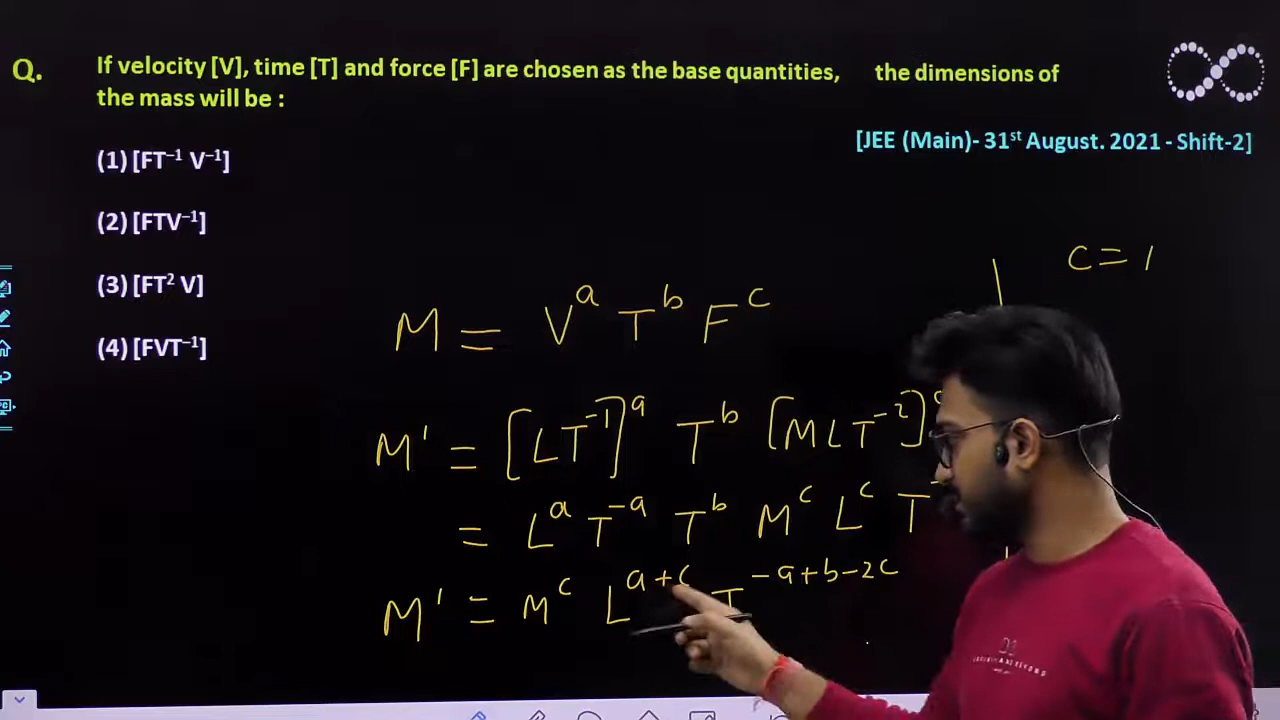 Q. If velocity [V], time [T] and force [F] are chosen as the base quantities, the dimensions of
the mass will be :
[JEE (Main)- 31st August. 2021 - Shift-2]
(1) [FT⁻¹ V⁻¹]
(2) [FTV⁻¹]
(3) [FT² V]
(4) [FVT⁻¹]
C = 1
M = V^a T^b F^c
M' = [LT⁻¹]^a T^b [MLT⁻²]
= L^a T^-a T^b M^c L^c T
M' = M^c L^a+c T^-a+b-2c